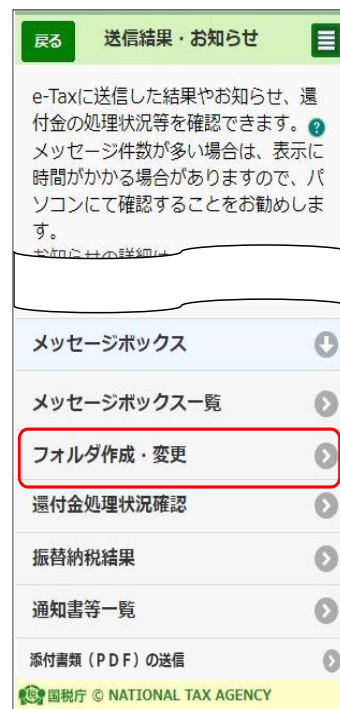 戻る 送信結果・お知らせ
e-Taxに送信した結果やお知らせ、還
付金の処理状況等を確認できます。
メッセージ件数が多い場合は、表示に
時間がかかる場合がありますので、パ
ソコンにて確認することをお勧めしま
す。
お知らせの詳細は
メッセージボックス
メッセージボックス一覧
フォルダ作成・変更
還付金処理状況確認
振替納税結果
通知書等一覧
添付書類(PDF)の送信
国税庁 © NATIONAL TAX AGENCY